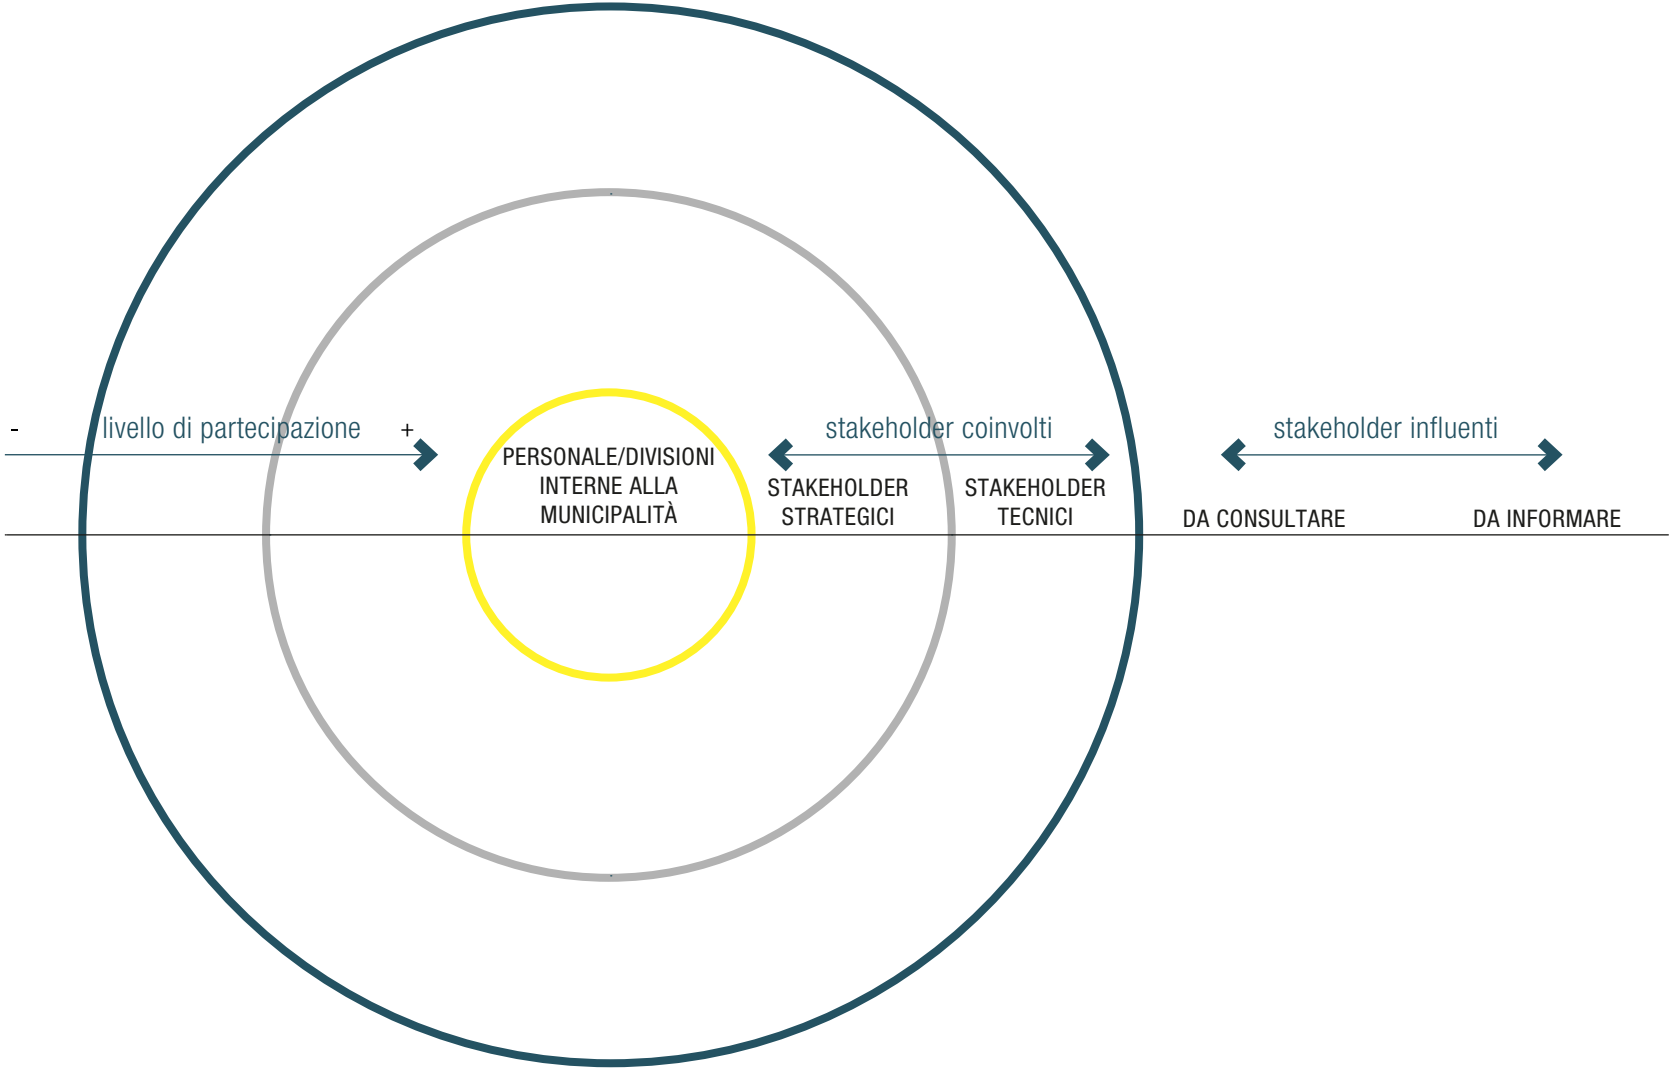 -
livello di partecipazione
+
stakeholder coinvolti
stakeholder influenti
PERSONALE/DIVISIONI
INTERNE ALLA
MUNICIPALITÀ
STAKEHOLDER
STRATEGICI
STAKEHOLDER
TECNICI
DA CONSULTARE
DA INFORMARE